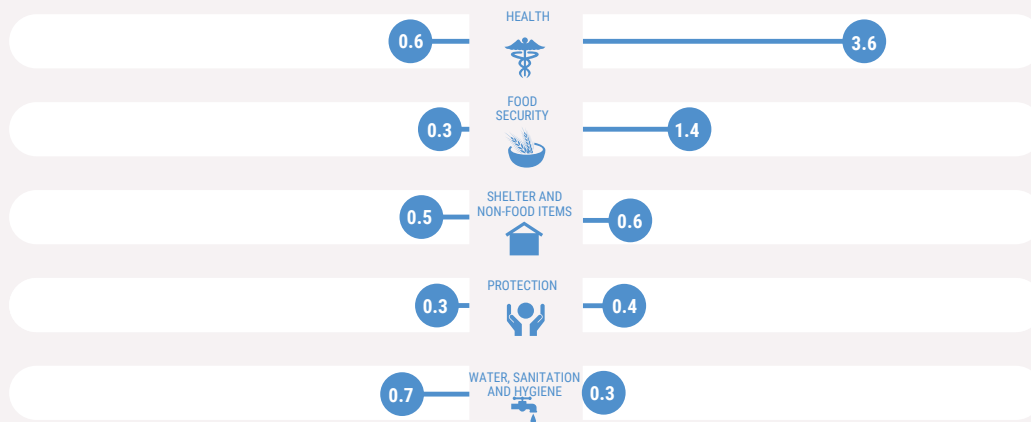 HEALTH
0.6
3.6
FOOD
SECURITY
0.3
1.4
SHELTER AND
NON-FOOD ITEMS
0.5
0.6
PROTECTION
0.3
0.4
WATER, SANITATION
AND HYGIENE
0.7
0.3